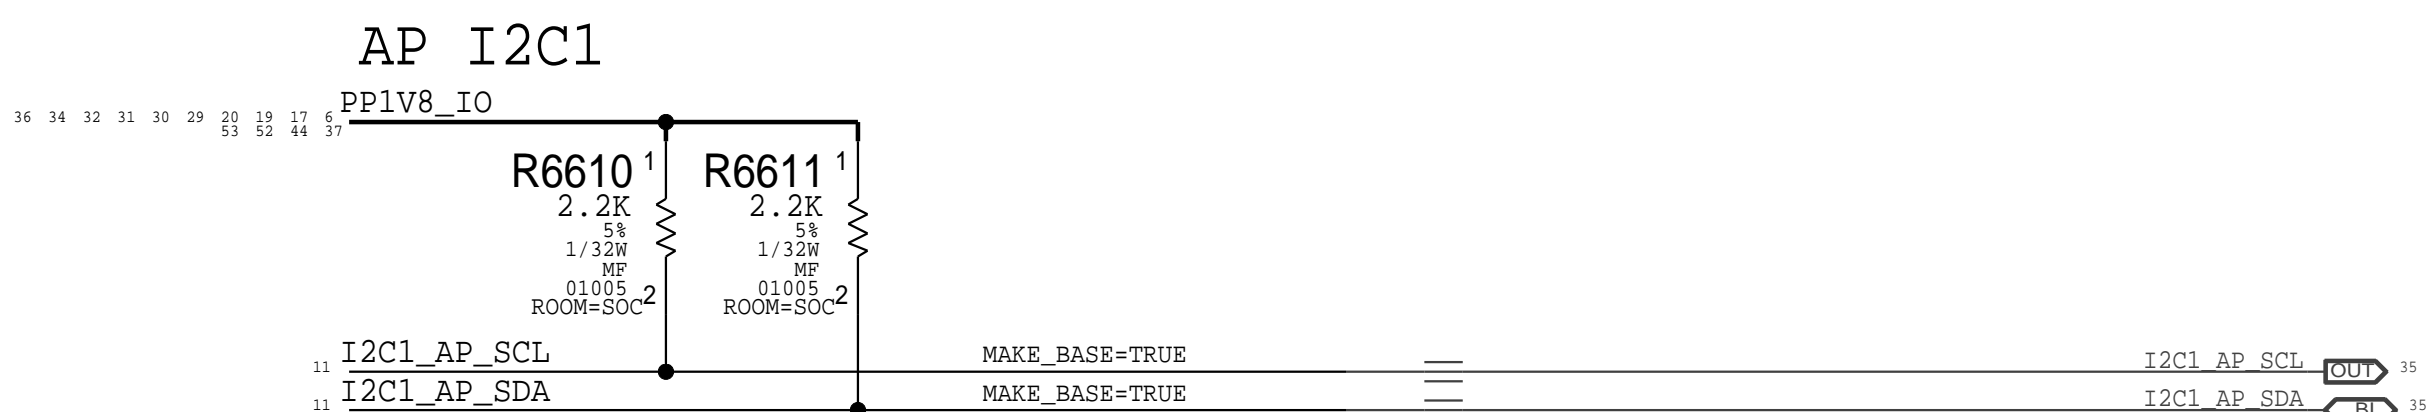 AP I2C1
PP1V8_IO
36 34 32 31 30 29 20 19 17 6
53 52 44 37
R6610 1
2.2K
5%
1/32W
MF
01005
ROOM=SOC 2
R6611 1
2.2K
5%
1/32W
MF
01005
ROOM=SOC 2
11 I2C1_AP_SCL MAKE_BASE=TRUE I2C1_AP_SCL OUT 35
11 I2C1_AP_SDA MAKE_BASE=TRUE I2C1_AP_SDA BI 35